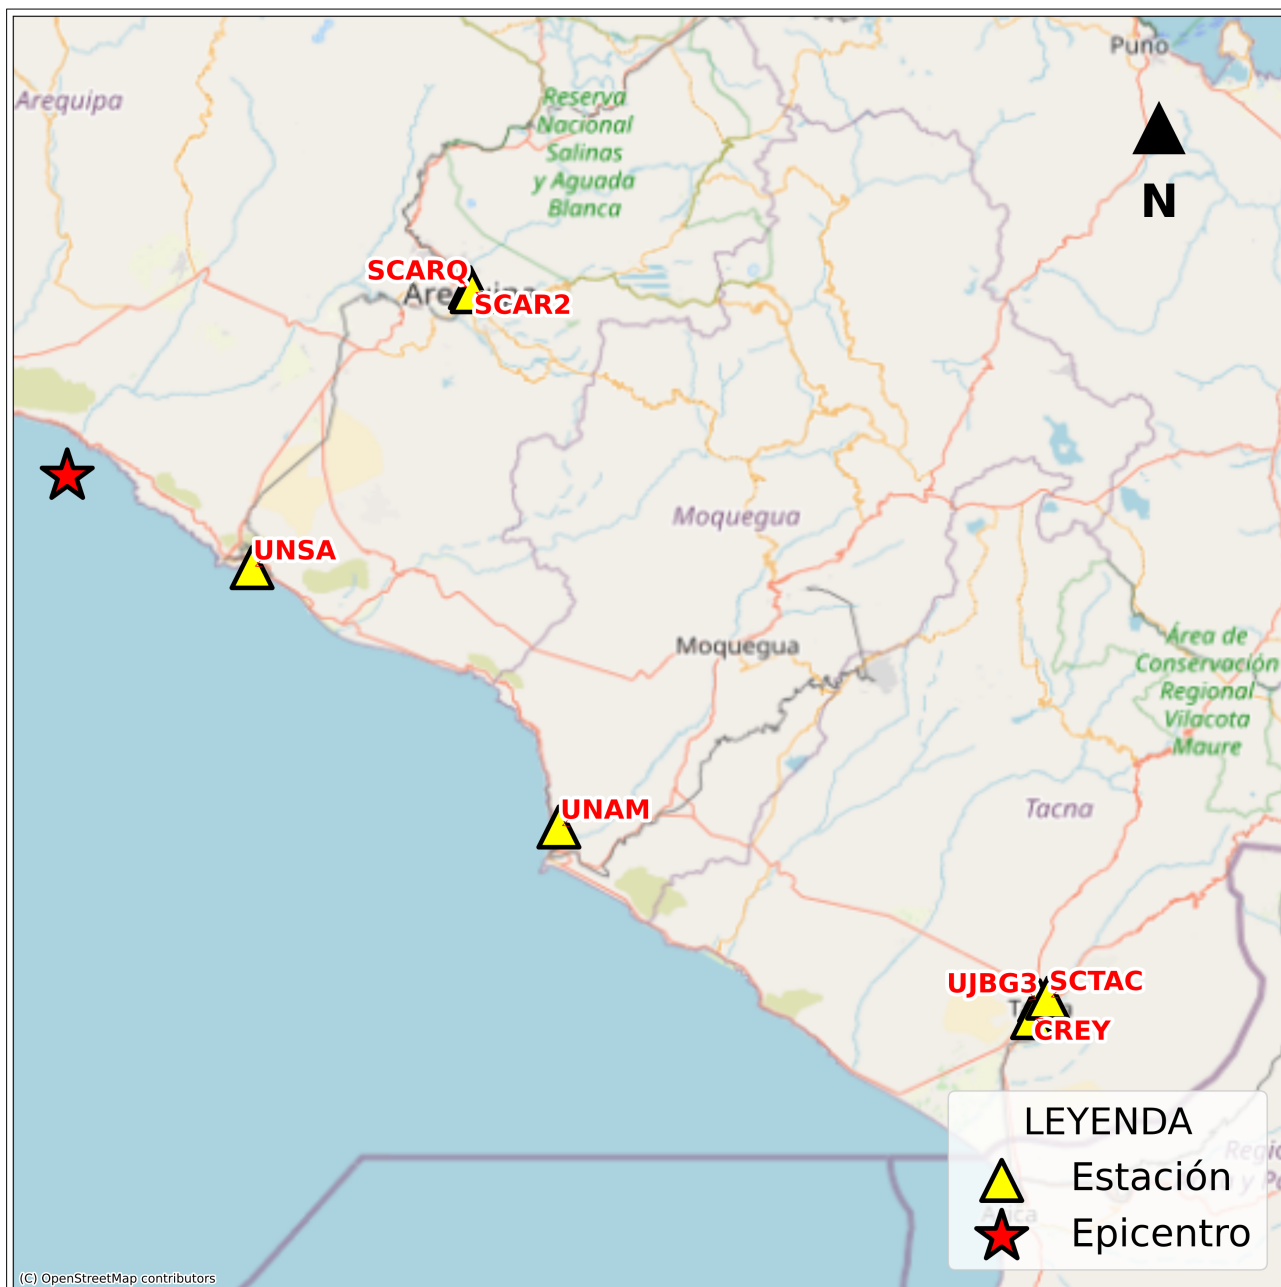 Puno
Arequipa
Reserva
Nacional
Salinas
y Aguada
Blanca
N
SCARQ
SCAR2
Moquegua
UNSA
Moquegua
Área de
Conservación
Regional
Vilacota
Maure
UNAM
Tacna
UJBG3
SCTAC
CREY
LEYENDA
Estación
Epicentro
Arica
(C) OpenStreetMap contributors